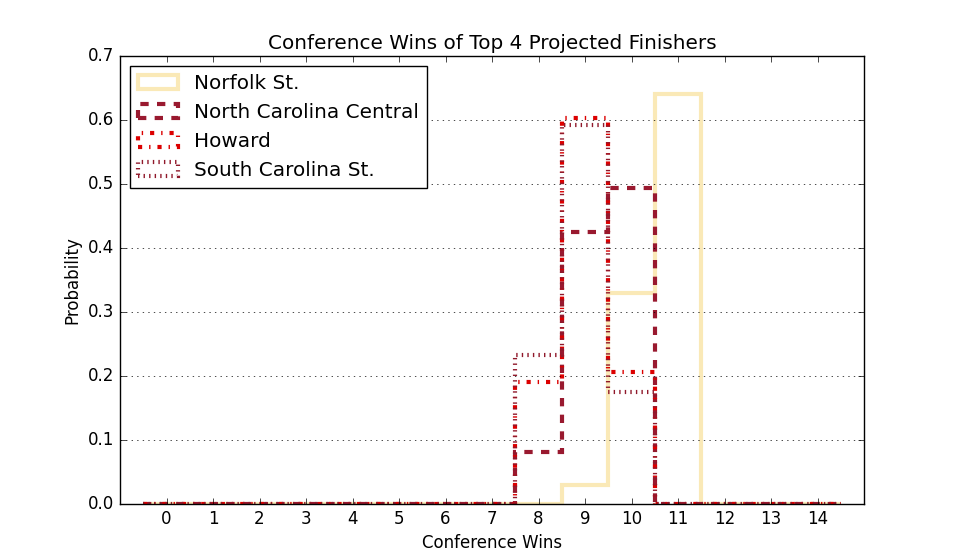 Conference Wins of Top 4 Projected Finishers
0.7
0.6
0.5
0.4
0.3
0.2
0.1
0.0
Probability
Norfolk St.
North Carolina Central
Howard
South Carolina St.
0 1 2 3 4 5 6 7 8 9 10 11 12 13 14
Conference Wins